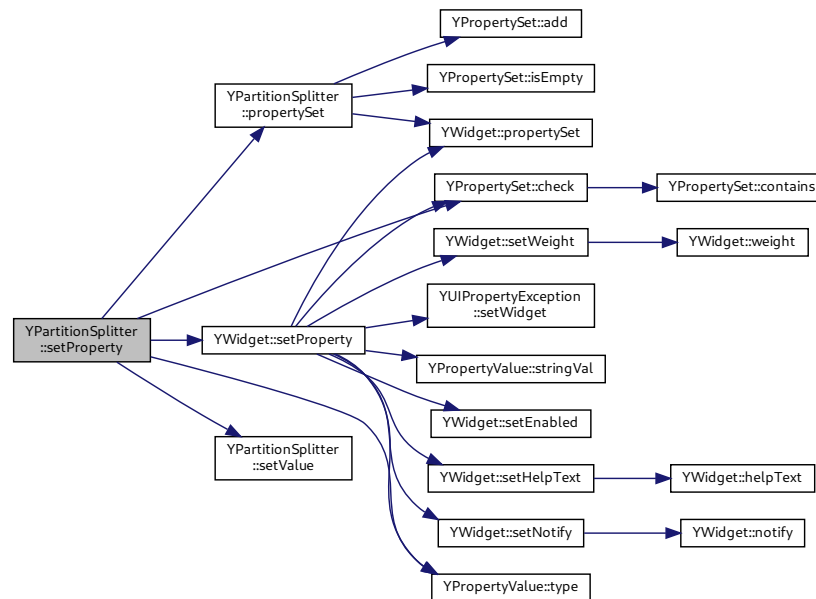 YPropertySet::add
YPropertySet::isEmpty
YPartitionSplitter
::propertySet
YWidget::propertySet
YPropertySet::check
YPropertySet::contains
YWidget::setWeight
YWidget::weight
YUIPropertyException
::setWidget
YPartitionSplitter
::setProperty
YWidget::setProperty
YPropertyValue::stringVal
YWidget::setEnabled
YPartitionSplitter
::setValue
YWidget::setHelpText
YWidget::helpText
YWidget::setNotify
YWidget::notify
YPropertyValue::type